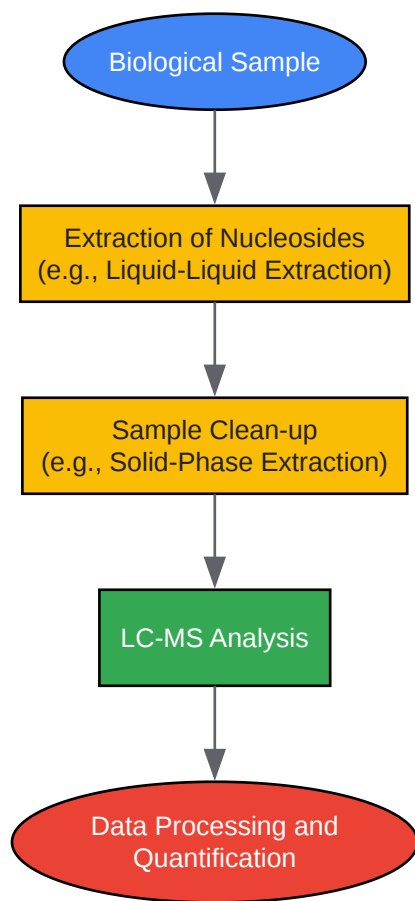 Biological Sample
Extraction of Nucleosides
(e.g., Liquid-Liquid Extraction)
Sample Clean-up
(e.g., Solid-Phase Extraction)
LC-MS Analysis
Data Processing and
Quantification